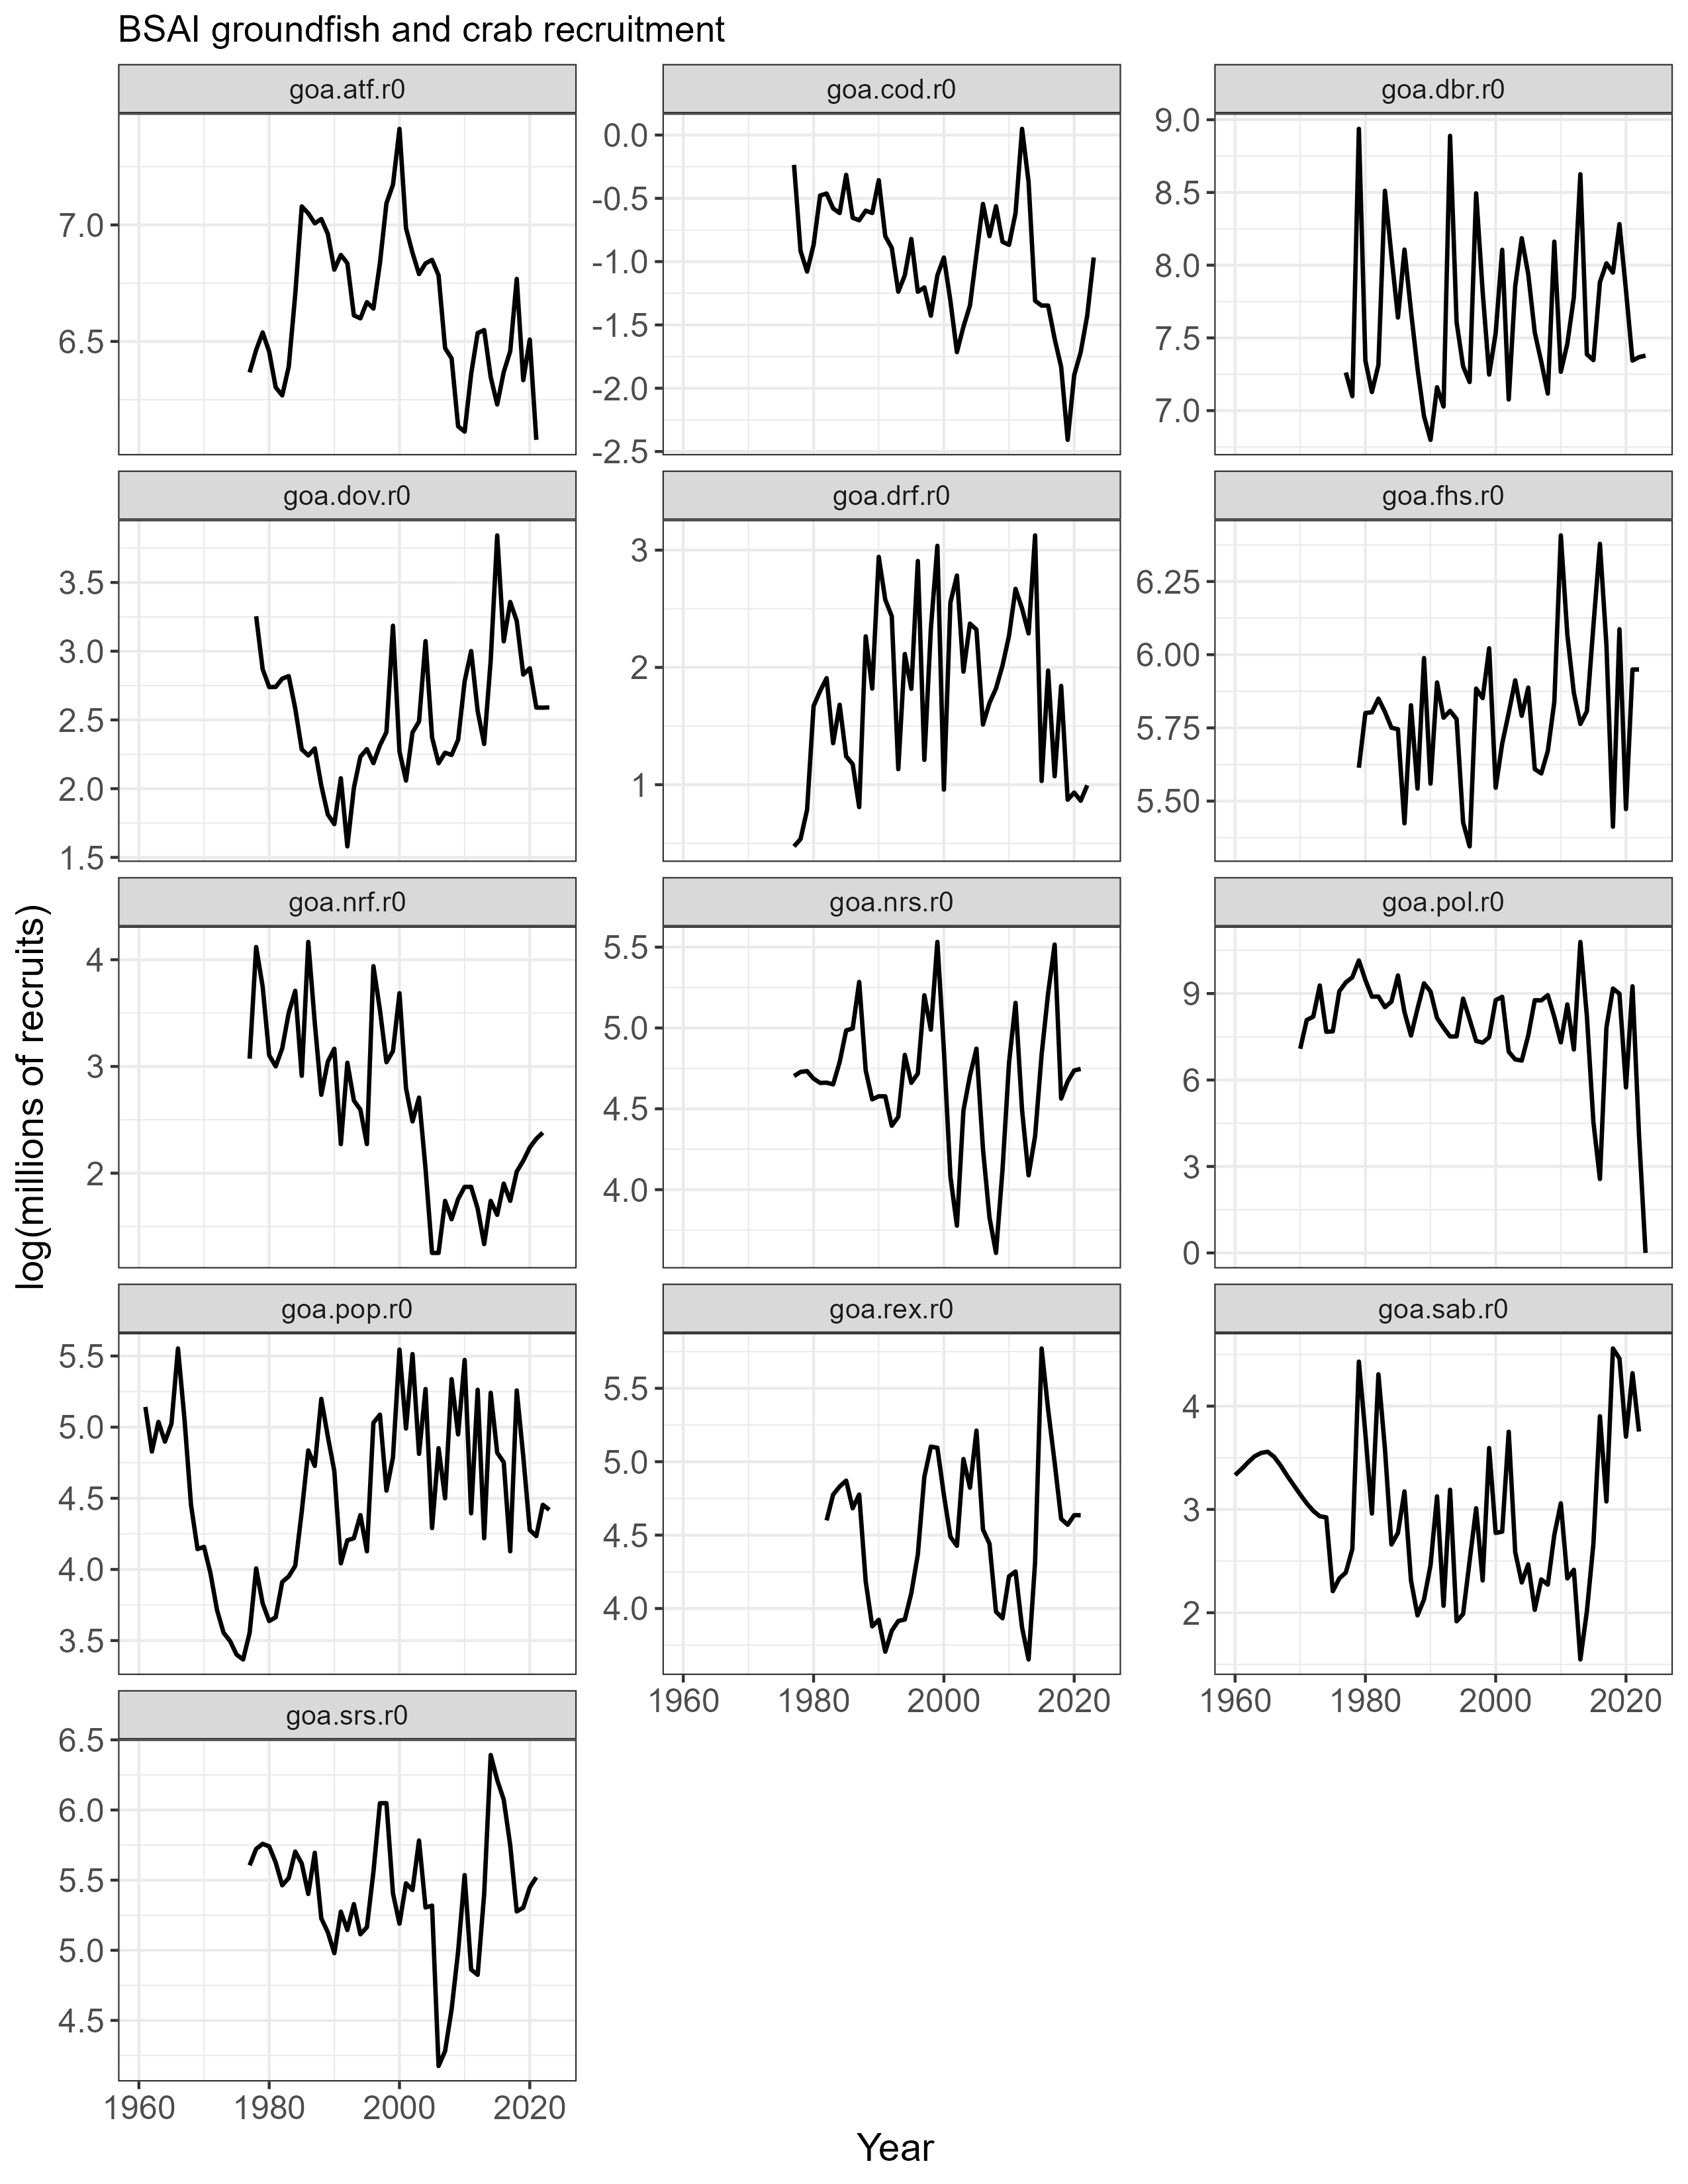 BSAI groundfish and crab recruitment
goa.atf.r0
goa.cod.r0
goa.dbr.r0
7.0
6.5
0.0
-0.5
-1.0
-1.5
-2.0
-2.5
9.0
8.5
8.0
7.5
7.0
goa.dov.r0
goa.drf.r0
goa.fhs.r0
3.5
3.0
2.5
2.0
1.5
3
2
1
6.25
6.00
5.75
5.50
goa.nrf.r0
goa.nrs.r0
goa.pol.r0
4
3
2
5.5
5.0
4.5
4.0
9
6
3
0
log(millions of recruits)
goa.pop.r0
goa.rex.r0
goa.sab.r0
5.5
5.0
4.5
4.0
3.5
5.5
5.0
4.5
4.0
4
3
2
1960 1980 2000 2020
1960 1980 2000 2020
goa.srs.r0
6.5
6.0
5.5
5.0
4.5
1960 1980 2000 2020
Year